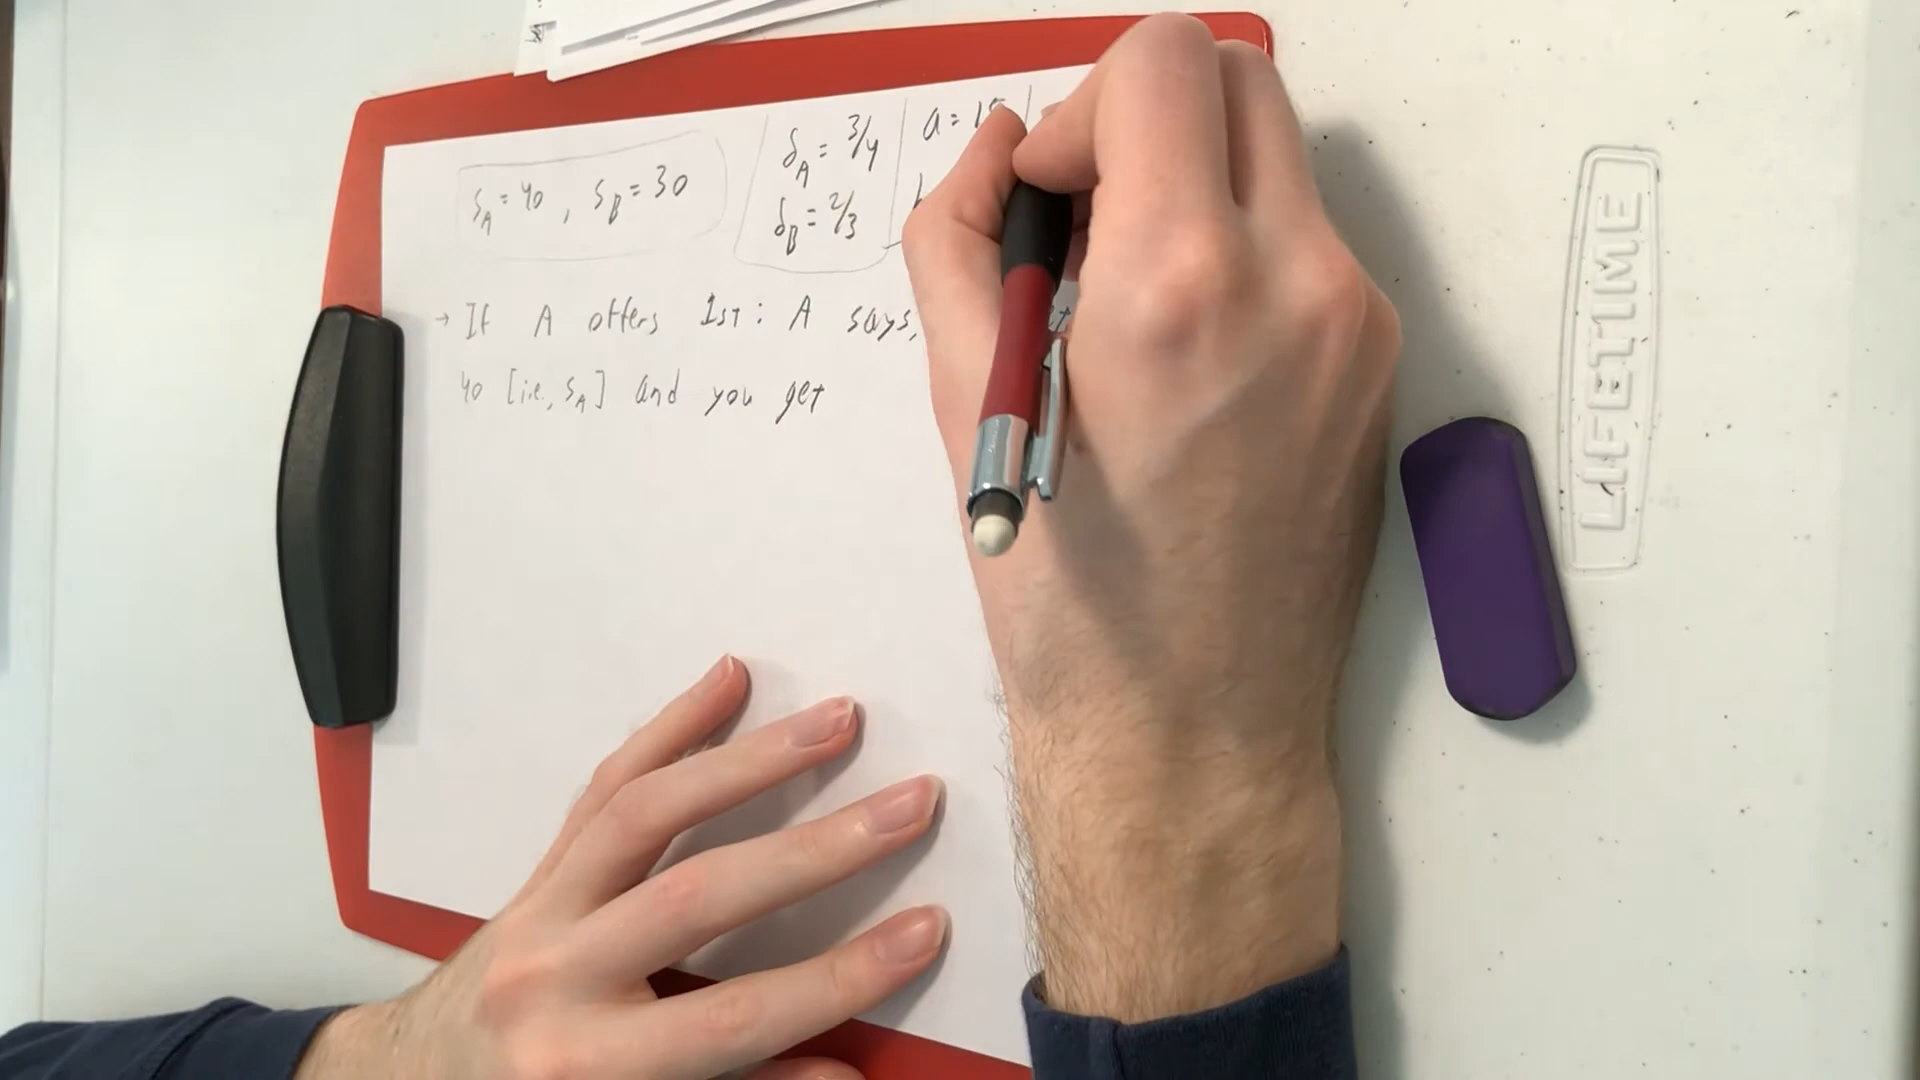 δ_A = 3/4
a = 15
S_A = 40, S_B = 30
δ_B = 2/3
→ If A offers 1st: A says,
40 [i.e., S_A] and you get
LIFETIME